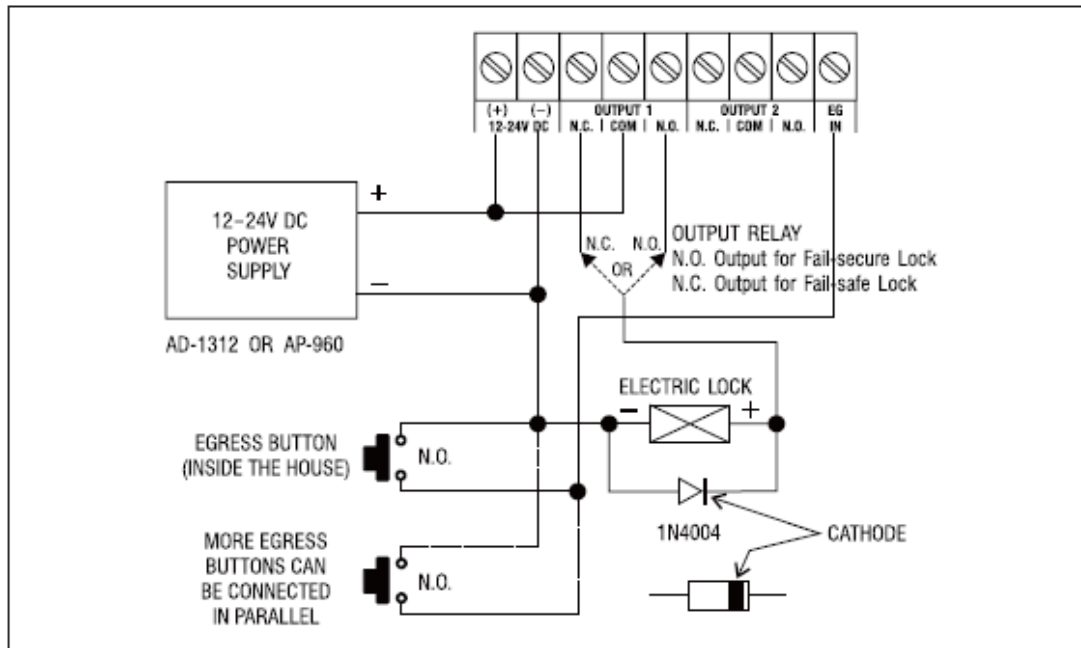 (+) (−) OUTPUT 1 OUTPUT 2 EG
12-24V DC N.C. COM N.O. N.C. COM N.O. IN
+
12−24V DC
POWER
SUPPLY
−
AD-1312 OR AP-960
N.C. N.O.
OR
OUTPUT RELAY
N.O. Output for Fail-secure Lock
N.C. Output for Fail-safe Lock
ELECTRIC LOCK
− +
EGRESS BUTTON
(INSIDE THE HOUSE)
N.O.
1N4004
CATHODE
MORE EGRESS
BUTTONS CAN
BE CONNECTED
IN PARALLEL
N.O.